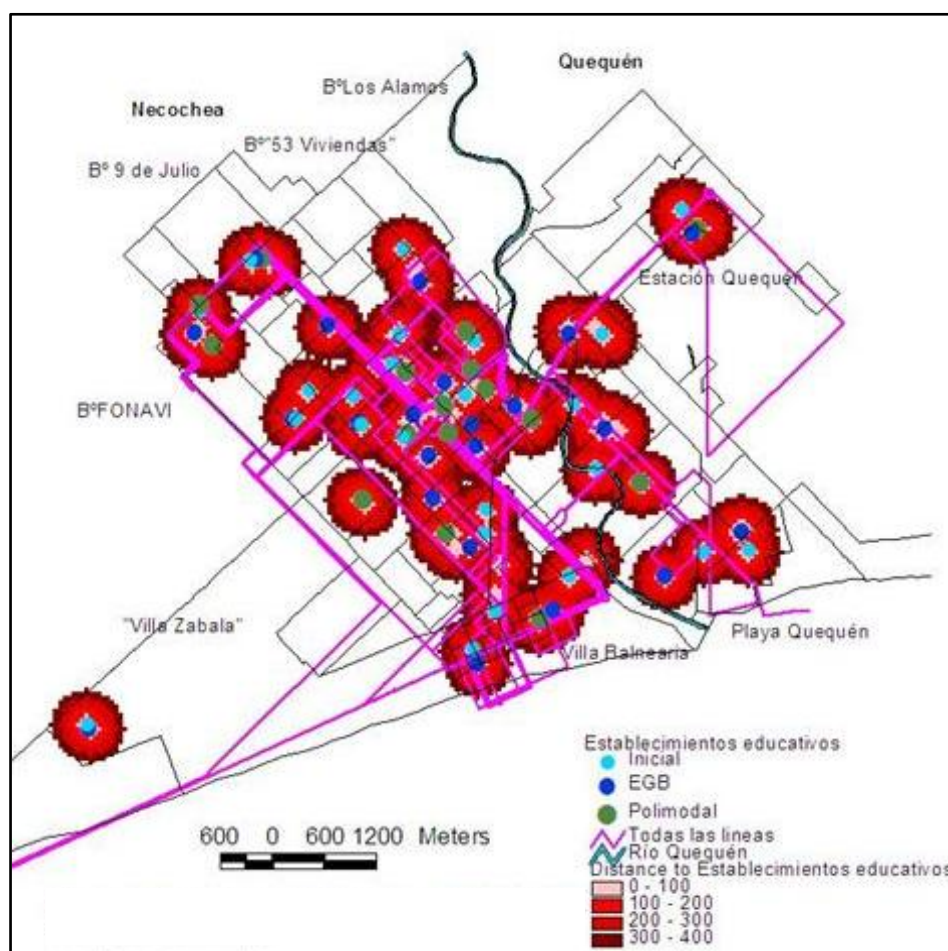 Quequén
BºLos Alamos
Necochea
Bº"53 Viviendas"
Bº 9 de Julio
Estación Quequén
BºFONAVI
"Villa Zabala"
Playa Quequén
Villa Balnearia
Establecimientos educativos
Inicial
EGB
Polimodal
Todas las lineas
Río Quequén
Distance to Establecimientos educativos
0 - 100
100 - 200
200 - 300
300 - 400
600 0 600 1200 Meters